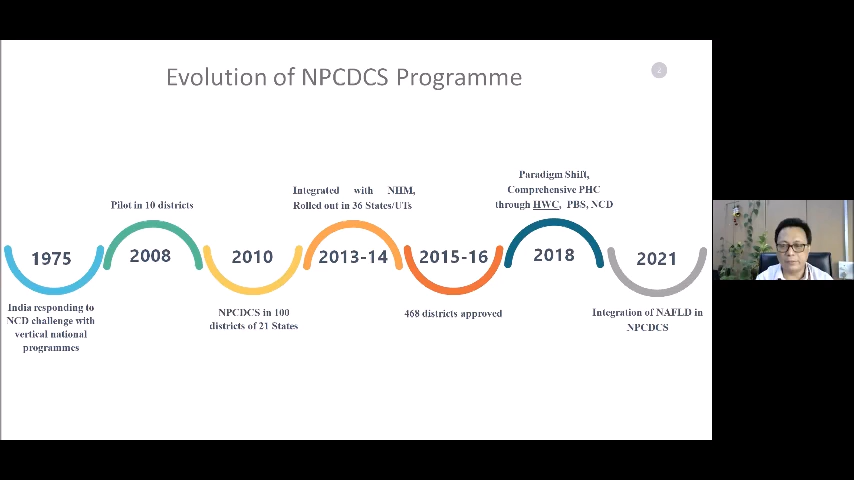 Evolution of NPCDCS Programme
1975
India responding to
NCD challenge with
vertical national
programmes
Pilot in 10 districts
2008
2010
NPCDCS in 100
districts of 21 States
Integrated with NHM,
Rolled out in 36 States/UTs
2013-14
2015-16
468 districts approved
Paradigm Shift,
Comprehensive PHC
through HWC, PBS, NCD
2018
2021
Integration of NAFLD in
NPCDCS